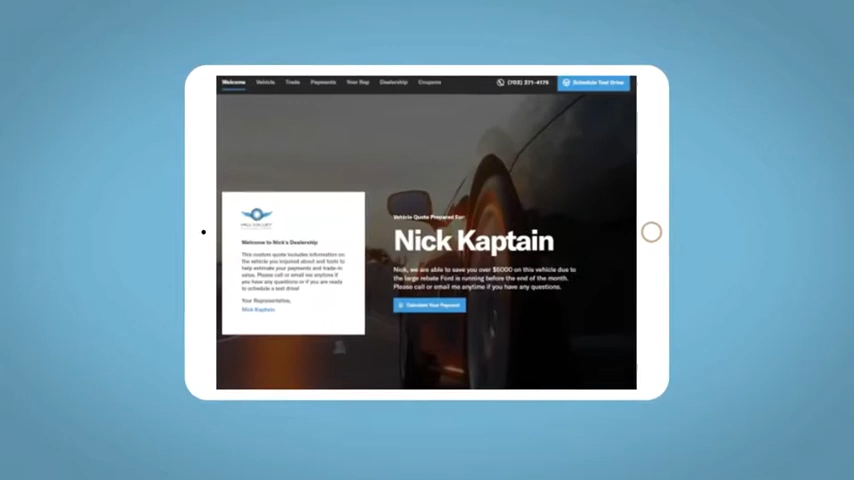 Welcome Vehicle Trade Payments Your Rep Dealership Coupons (702) 271-4175 Schedule Test Drive
Welcome to Nick's Dealership
This custom quote includes information on
the vehicle you inquired about and tools to
help estimate your payments and trade-in
value. Please call or email me anytime if
you have any questions or if you are ready
to schedule a test drive!
Your Representative,
Nick Kaptain
Vehicle Quote Prepared For:
Nick Kaptain
Nick, we are able to save you over $6000 on this vehicle due to
the large rebate Ford is running before the end of the month.
Please call or email me anytime if you have any questions.
Calculate Your Payment